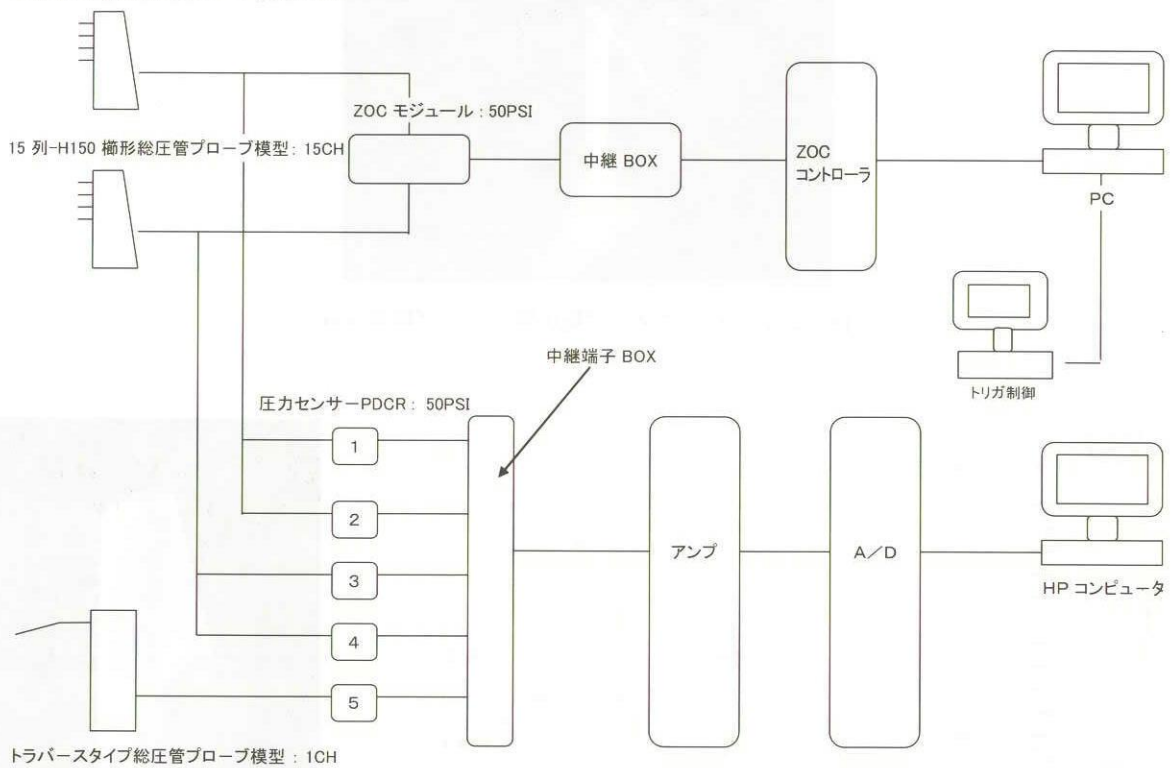 ZOC モジュール : 50PSI
15 列-H150 櫛形総圧管プローブ模型: 15CH
中継 BOX
ZOC
コントローラ
PC
トリガ制御
中継端子 BOX
圧力センサーPDCR : 50PSI
1
2
3
4
5
アンプ
A/D
HP コンピュータ
トラバースタイプ総圧管プローブ模型 : 1CH